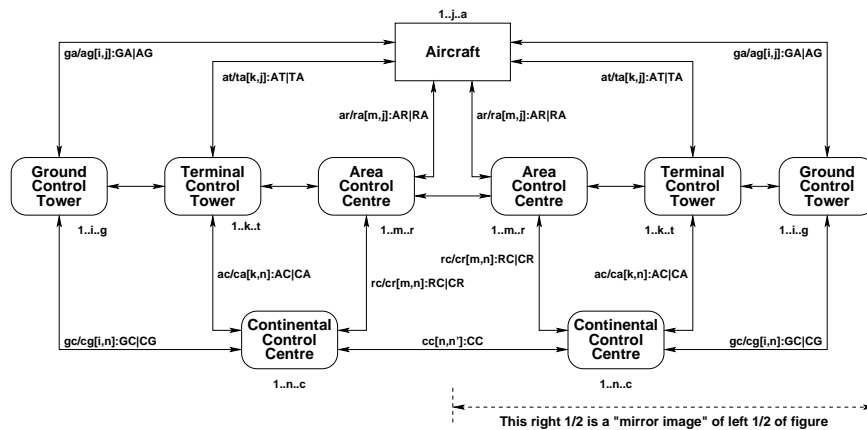 1..j..a
ga/ag[i,j]:GA|AG
Aircraft
ga/ag[i,j]:GA|AG
at/ta[k,j]:AT|TA
at/ta[k,j]:AT|TA
ar/ra[m,j]:AR|RA
ar/ra[m,j]:AR|RA
Ground
Control
Tower
Terminal
Control
Tower
Area
Control
Centre
Area
Control
Centre
Terminal
Control
Tower
Ground
Control
Tower
1..i..g
1..k..t
1..m..r
1..m..r
1..k..t
1..i..g
ac/ca[k,n]:AC|CA
rc/cr[m,n]:RC|CR
rc/cr[m,n]:RC|CR
ac/ca[k,n]:AC|CA
gc/cg[i,n]:GC|CG
Continental
Control
Centre
cc[n,n']:CC
Continental
Control
Centre
gc/cg[i,n]:GC|CG
1..n..c
1..n..c
This right 1/2 is a "mirror image" of left 1/2 of figure